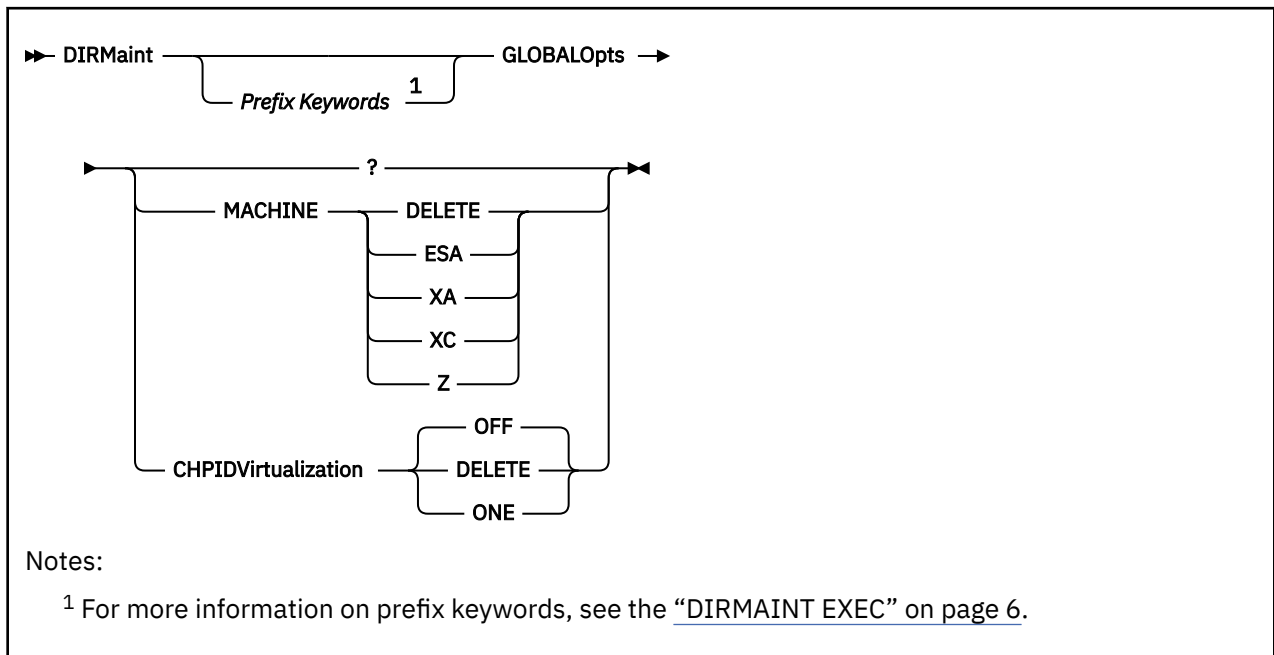 DIRMaint GLOBALOpts
Prefix Keywords 1
?
MACHINE DELETE
ESA
XA
XC
Z
OFF
CHPIDVirtualization DELETE
ONE
Notes:
1 For more information on prefix keywords, see the “DIRMAINT EXEC” on page 6.